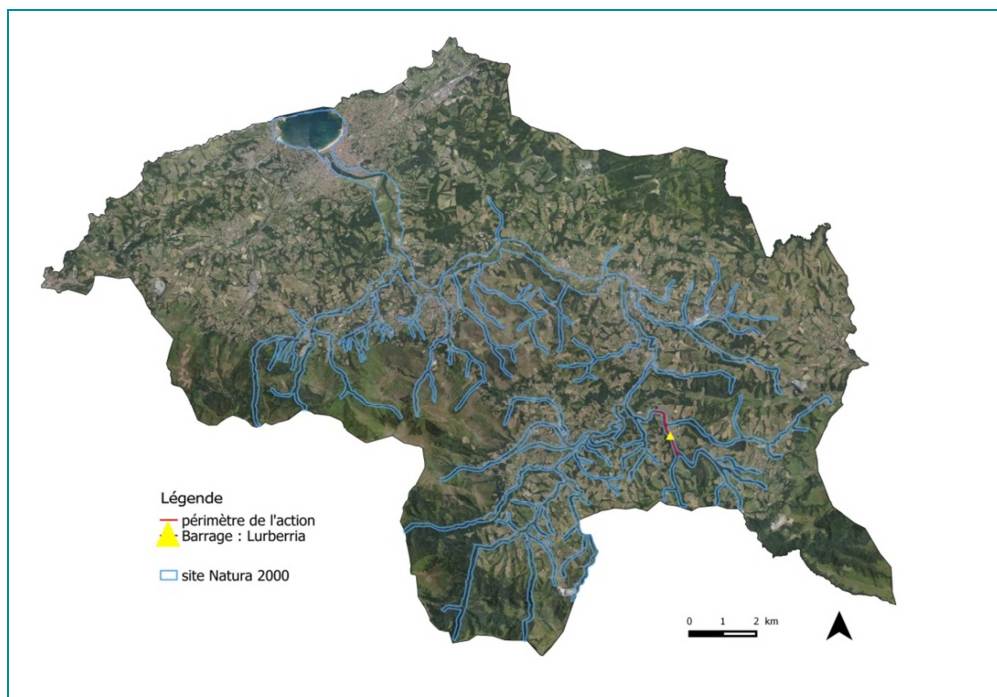 Légende
périmètre de l'action
Barrage : Lurberria
site Natura 2000
0 1 2 km